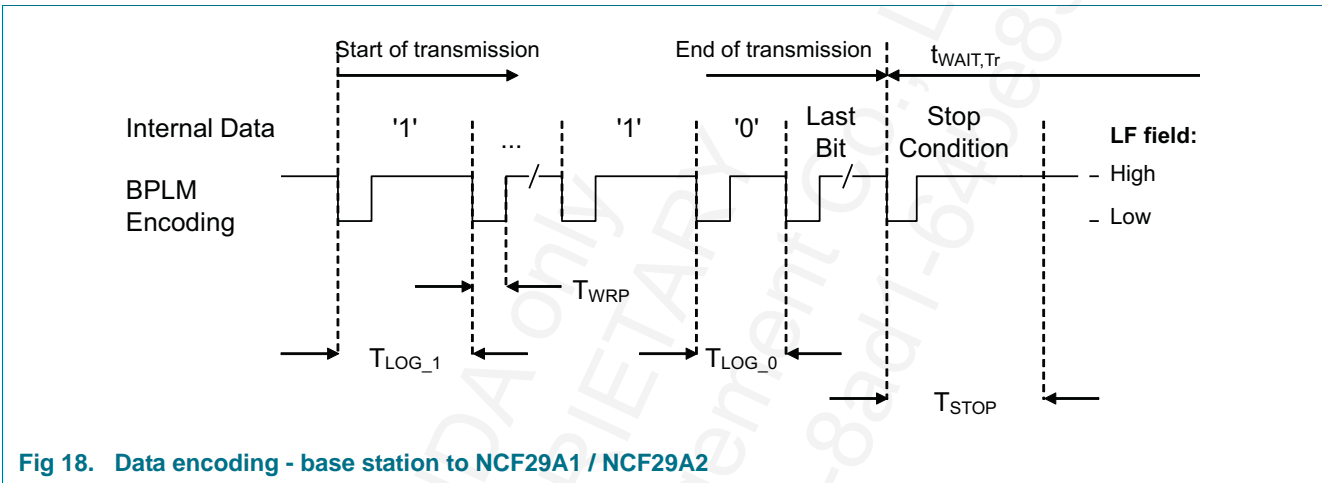 Start of transmission
End of transmission
tWAIT,Tr
Internal Data
'1'
...
'1'
'0'
Last
Bit
Stop
Condition
LF field:
BPLM
Encoding
High
Low
TWRP
TLOG_1
TLOG_0
TSTOP
Fig 18. Data encoding - base station to NCF29A1 / NCF29A2